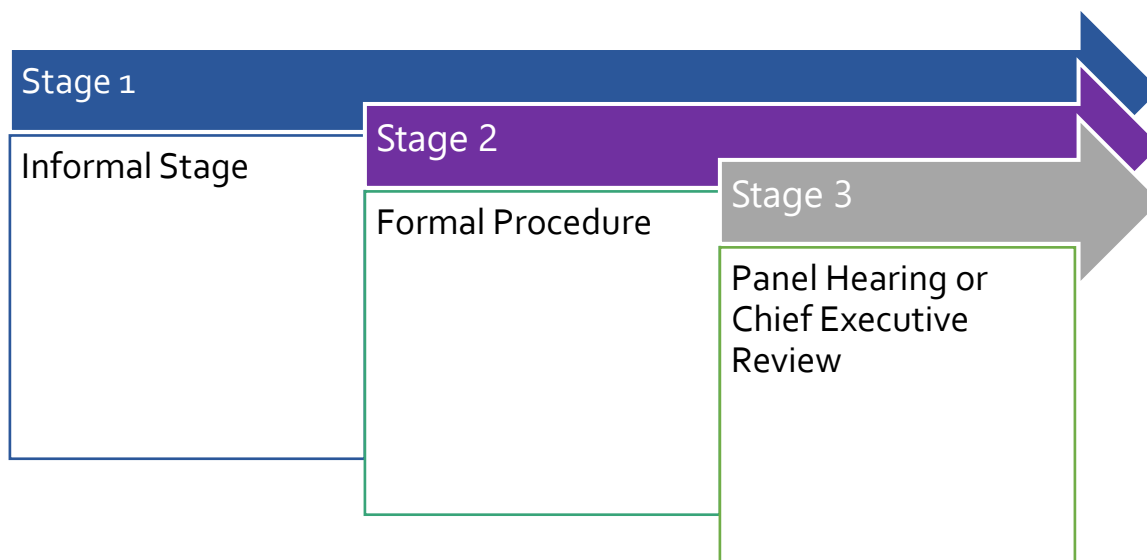 Stage 1
Informal Stage
Stage 2
Formal Procedure
Stage 3
Panel Hearing or
Chief Executive
Review